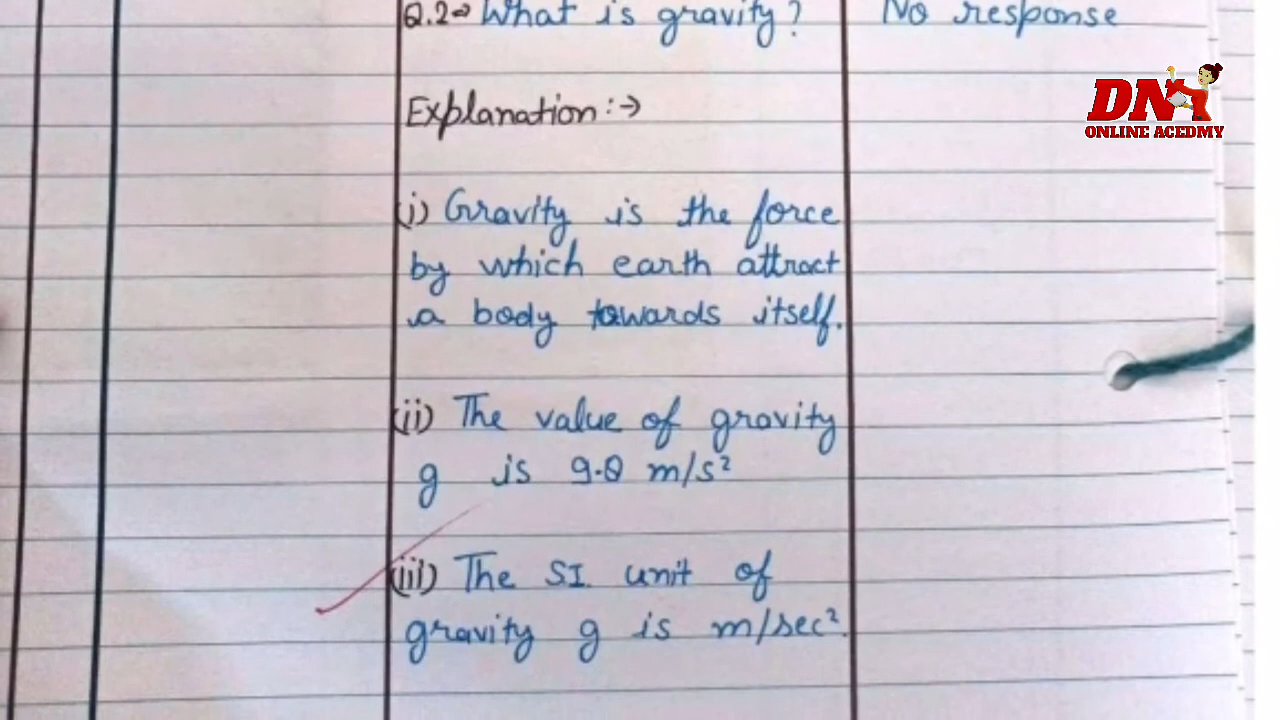 Q.2⇒ What is gravity? No response
DN
ONLINE ACEDMY
Explanation :→
(i) Gravity is the force
by which earth attract
a body towards itself.
(ii) The value of gravity
g is 9.8 m/s²
(iii) The SI unit of
gravity g is m/sec².